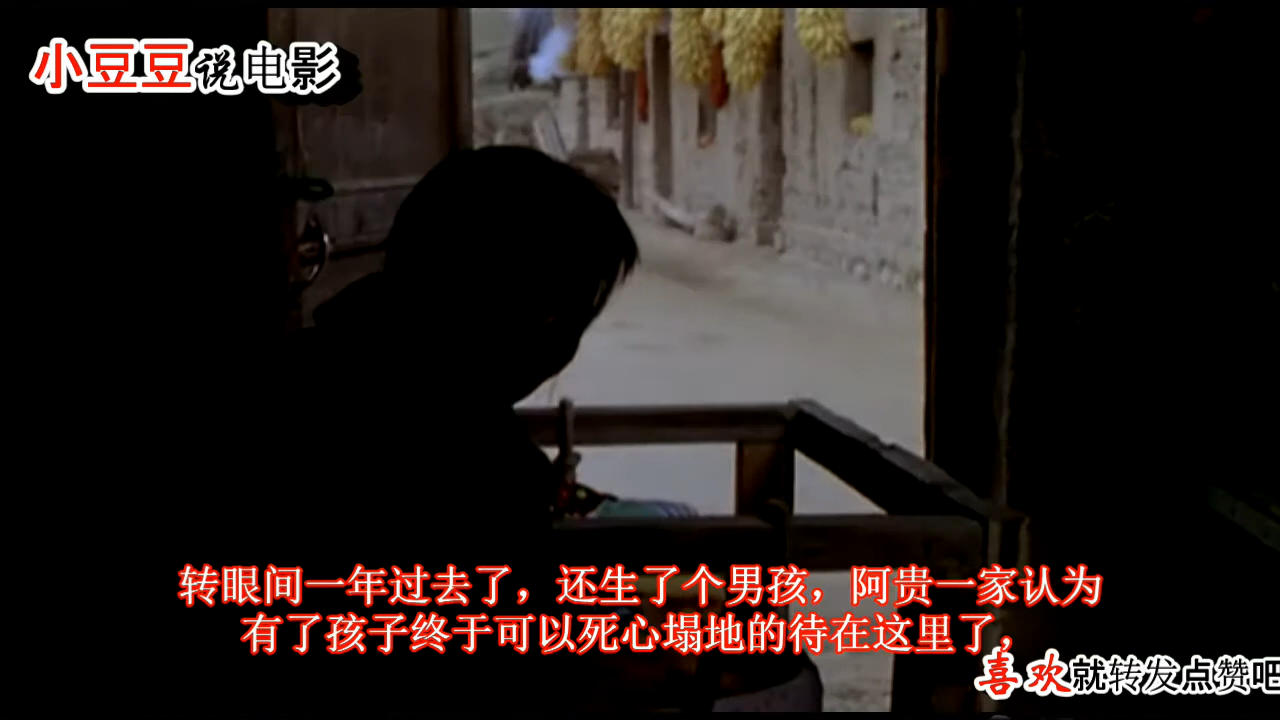 小豆豆说电影
转眼间一年过去了，还生了个男孩，阿贵一家认为
有了孩子终于可以死心塌地的待在这里了，
喜欢就转发点赞吧